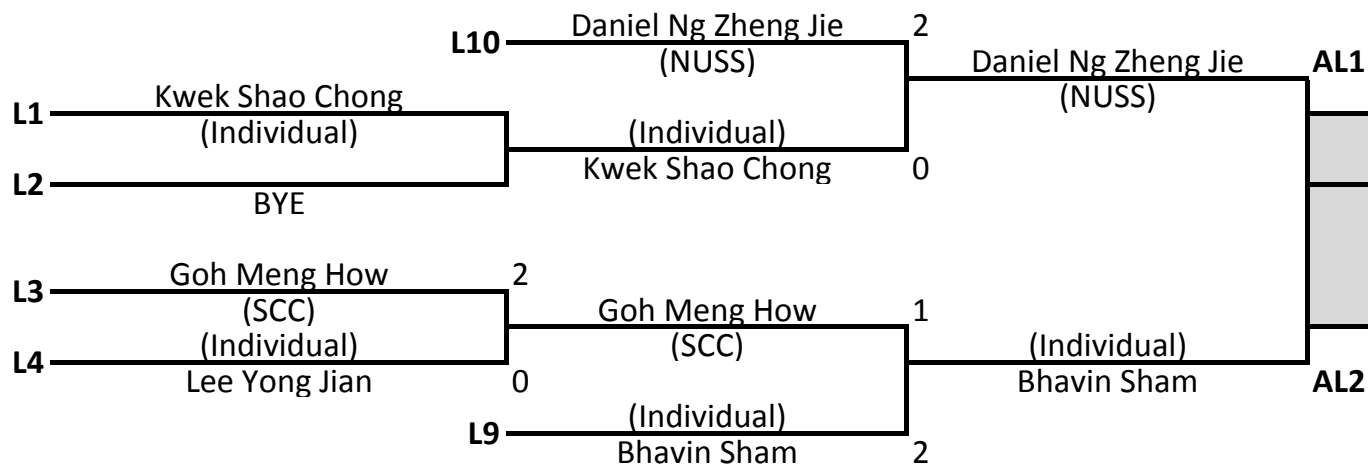 L10 Daniel Ng Zheng Jie 2
(NUSS)
Daniel Ng Zheng Jie AL1
(NUSS)
L1 Kwek Shao Chong
(Individual)
(Individual)
Kwek Shao Chong 0
L2 BYE
L3 Goh Meng How 2
(SCC)
(Individual)
L4 Lee Yong Jian 0
Goh Meng How 1
(SCC)
(Individual)
Bhavin Sham AL2
(Individual)
L9 Bhavin Sham 2